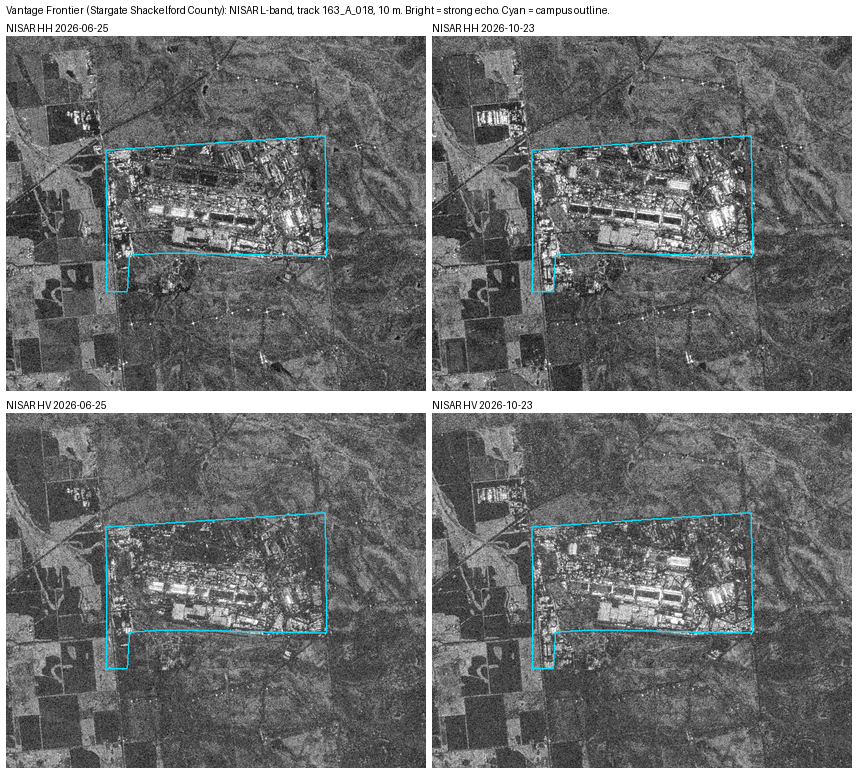 Vantage Frontier (Stargate Shackelford County): NISAR L-band, track 163_A_018, 10 m. Bright = strong echo. Cyan = campus outline.
NISAR HH 2026-06-25
NISAR HH 2026-10-23
NISAR HV 2026-06-25
NISAR HV 2026-10-23